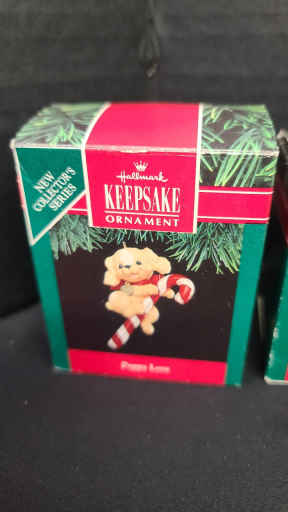 NEW
COLLECTOR'S
SERIES
Hallmark
KEEPSAKE
ORNAMENT
Puppy Love